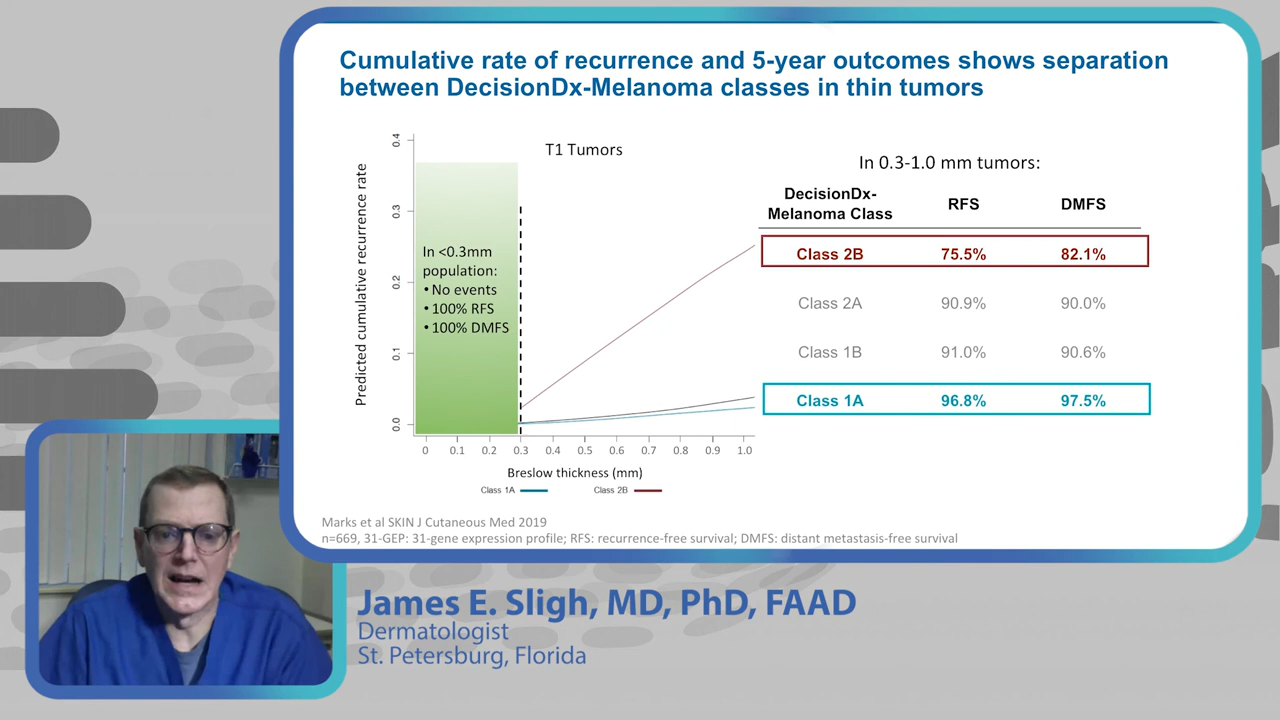 Cumulative rate of recurrence and 5-year outcomes shows separation
between DecisionDx-Melanoma classes in thin tumors
T1 Tumors
Predicted cumulative recurrence rate
0.4
0.3
0.2
0.1
0.0
In <0.3mm
population:
• No events
• 100% RFS
• 100% DMFS
0 0.1 0.2 0.3 0.4 0.5 0.6 0.7 0.8 0.9 1.0
Breslow thickness (mm)
Class 1A Class 2B
In 0.3-1.0 mm tumors:
DecisionDx-
Melanoma Class RFS DMFS
Class 2B 75.5% 82.1%
Class 2A 90.9% 90.0%
Class 1B 91.0% 90.6%
Class 1A 96.8% 97.5%
Marks et al SKIN J Cutaneous Med 2019
n=669, 31-GEP: 31-gene expression profile; RFS: recurrence-free survival; DMFS: distant metastasis-free survival
James E. Sligh, MD, PhD, FAAD
Dermatologist
St. Petersburg, Florida